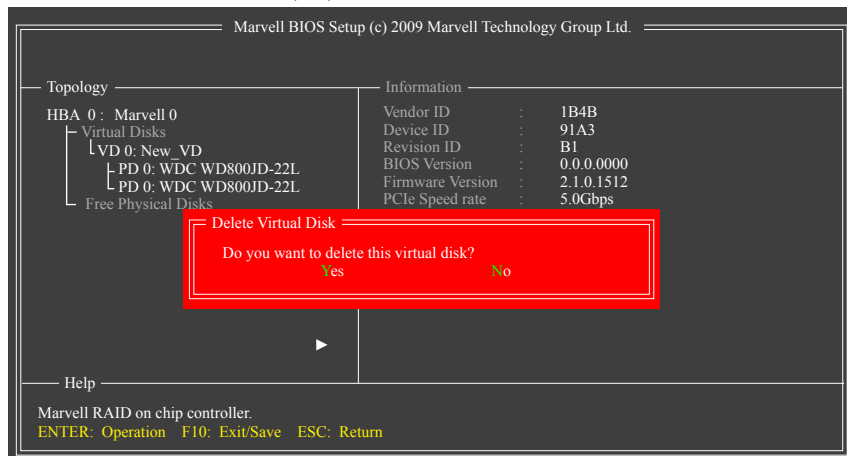 Marvell BIOS Setup (c) 2009 Marvell Technology Group Ltd.
Topology
HBA 0 : Marvell 0
Virtual Disks
VD 0: New_VD
PD 0: WDC WD800JD-22L
PD 0: WDC WD800JD-22L
Free Physical Disks
Information
Vendor ID : 1B4B
Device ID : 91A3
Revision ID : B1
BIOS Version : 0.0.0.0000
Firmware Version : 2.1.0.1512
PCIe Speed rate : 5.0Gbps
Delete Virtual Disk
Do you want to delete this virtual disk?
Yes No
Help
Marvell RAID on chip controller.
ENTER: Operation F10: Exit/Save ESC: Return